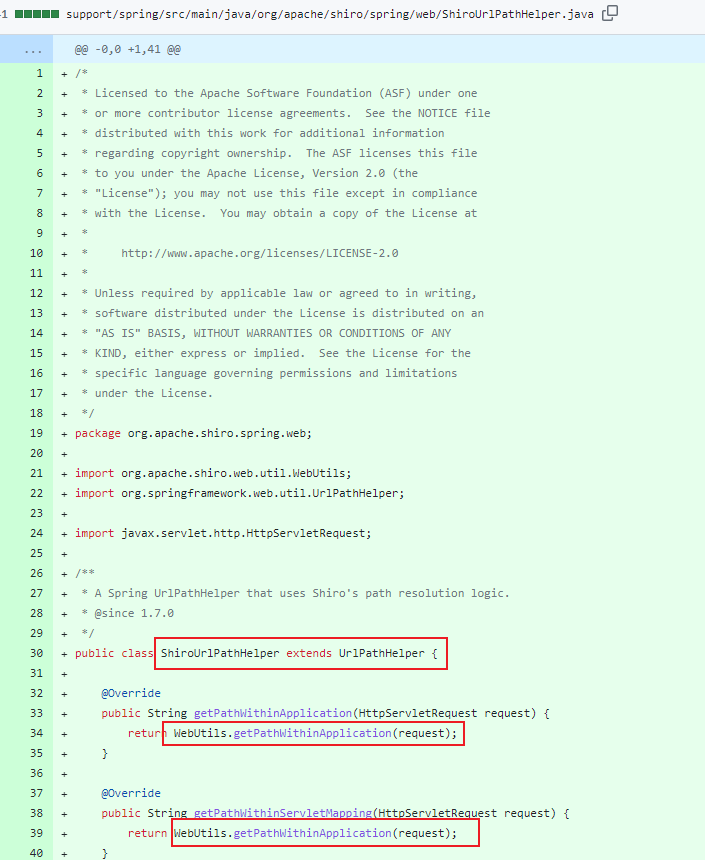 -1 support/spring/src/main/java/org/apache/shiro/spring/web/ShiroUrlPathHelper.java
... @@ -0,0 +1,41 @@
1 + /*
2 + * Licensed to the Apache Software Foundation (ASF) under one
3 + * or more contributor license agreements.  See the NOTICE file
4 + * distributed with this work for additional information
5 + * regarding copyright ownership.  The ASF licenses this file
6 + * to you under the Apache License, Version 2.0 (the
7 + * "License"); you may not use this file except in compliance
8 + * with the License.  You may obtain a copy of the License at
9 + *
10 + *     http://www.apache.org/licenses/LICENSE-2.0
11 + *
12 + * Unless required by applicable law or agreed to in writing,
13 + * software distributed under the License is distributed on an
14 + * "AS IS" BASIS, WITHOUT WARRANTIES OR CONDITIONS OF ANY
15 + * KIND, either express or implied.  See the License for the
16 + * specific language governing permissions and limitations
17 + * under the License.
18 + */
19 + package org.apache.shiro.spring.web;
20 +
21 + import org.apache.shiro.web.util.WebUtils;
22 + import org.springframework.web.util.UrlPathHelper;
23 +
24 + import javax.servlet.http.HttpServletRequest;
25 +
26 + /**
27 + * A Spring UrlPathHelper that uses Shiro's path resolution logic.
28 + * @since 1.7.0
29 + */
30 + public class ShiroUrlPathHelper extends UrlPathHelper {
31 +
32 +     @Override
33 +     public String getPathWithinApplication(HttpServletRequest request) {
34 +         return WebUtils.getPathWithinApplication(request);
35 +     }
36 +
37 +     @Override
38 +     public String getPathWithinServletMapping(HttpServletRequest request) {
39 +         return WebUtils.getPathWithinApplication(request);
40 +     }